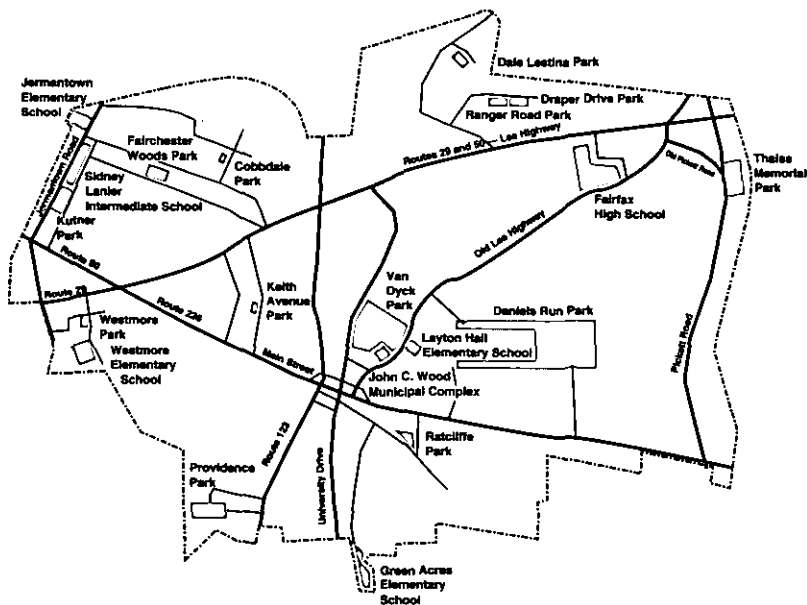 Dale Lestina Park
Jermantown
Elementary
School
Draper Drive Park
Ranger Road Park
Fairchester
Woods Park
Routes 29 and 50 - Lee Highway
Cobbdale
Park
Jermantown Road
Old Pickett Road
Thaiss
Memorial
Park
Sidney
Lanier
Intermediate School
Fairfax
High School
Kutner
Park
Route 50
Old Lee Highway
Route 29
Keith
Avenue
Park
Van
Dyck
Park
Route 236
Daniels Run Park
Westmore
Park
Westmore
Elementary
School
Layton Hall
Elementary School
Pickett Road
Main Street
John C. Wood
Municipal Complex
Route 123
Ratcliffe
Park
Providence
Park
University Drive
Green Acres
Elementary
School